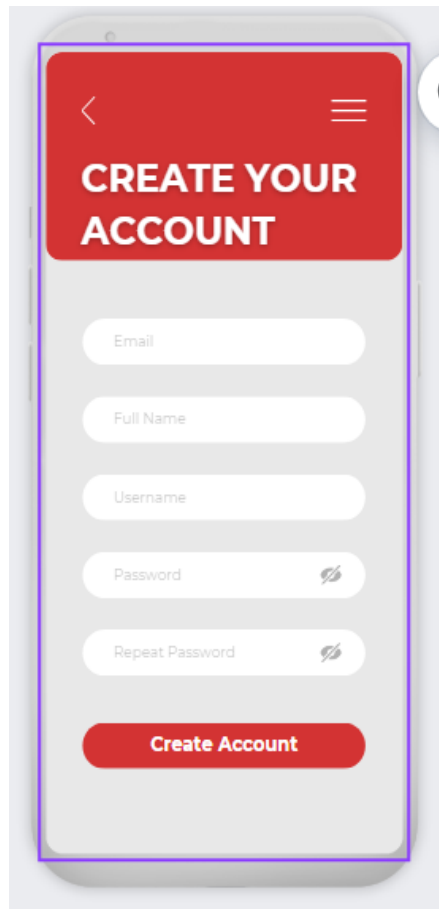 CREATE YOUR
ACCOUNT
Email
Full Name
Username
Password
Repeat Password
Create Account